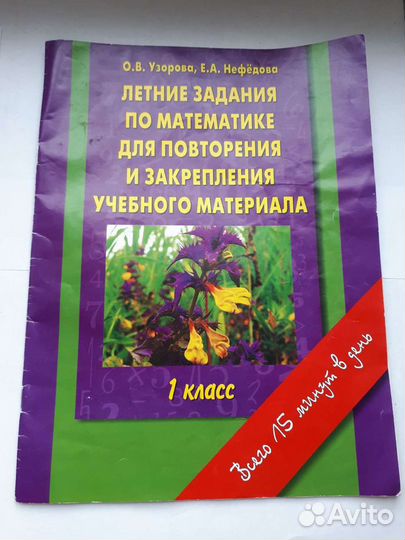 О.В. Узорова, Е.А. Нефёдова
ЛЕТНИЕ ЗАДАНИЯ
ПО МАТЕМАТИКЕ
ДЛЯ ПОВТОРЕНИЯ
И ЗАКРЕПЛЕНИЯ
УЧЕБНОГО МАТЕРИАЛА
1 класс
Всего 15 минут в день
Avito